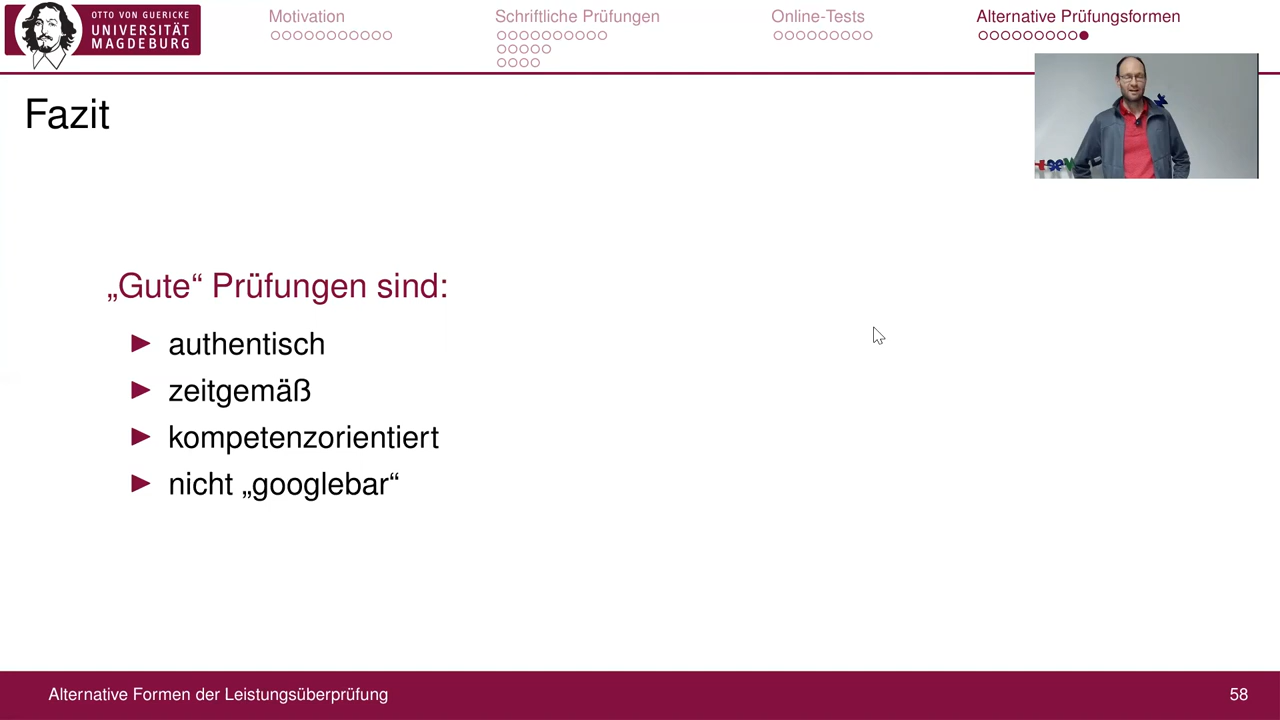 OTTO VON GUERICKE
UNIVERSITÄT
MAGDEBURG
Motivation
Schriftliche Prüfungen
Online-Tests
Alternative Prüfungsformen
Fazit
„Gute“ Prüfungen sind:
authentisch
zeitgemäß
kompetenzorientiert
nicht „googlebar“
Alternative Formen der Leistungsüberprüfung
58